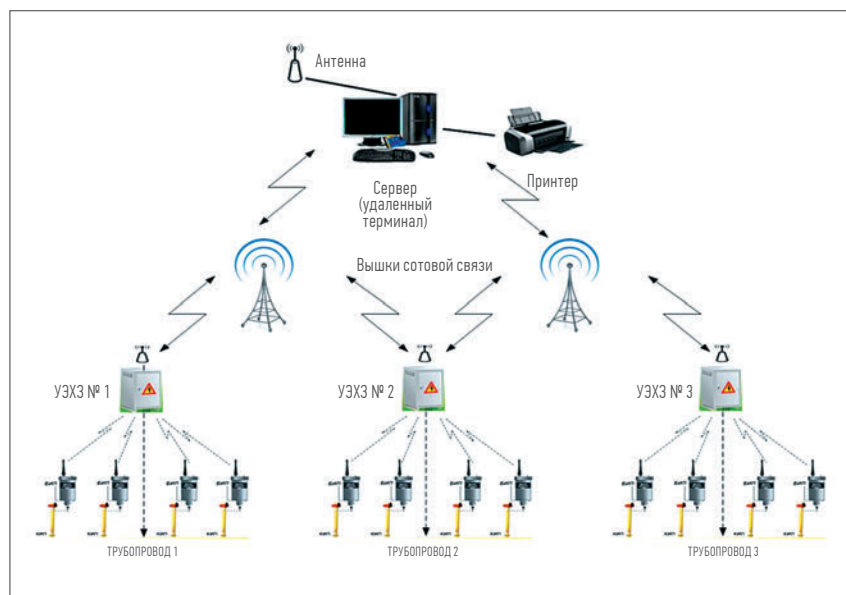 Антенна
Принтер
Сервер
(удаленный
терминал)
Вышки сотовой связи
УЭХЗ № 1
УЭХЗ № 2
УЭХЗ № 3
ТРУБОПРОВОД 1
ТРУБОПРОВОД 2
ТРУБОПРОВОД 3